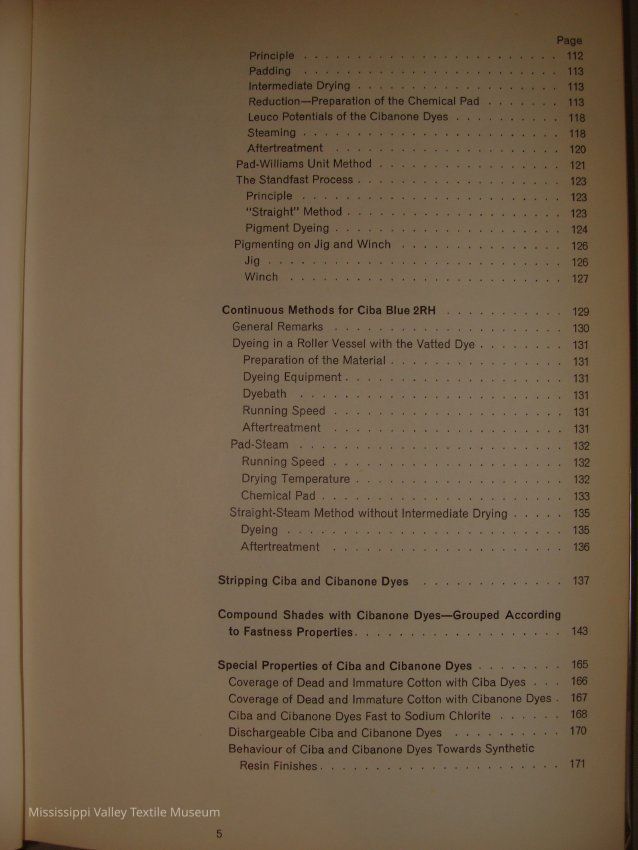 Page
Principle . . . . . . . . . . . . . . . . . . . . . . . . 112
Padding . . . . . . . . . . . . . . . . . . . . . . . . 113
Intermediate Drying . . . . . . . . . . . . . . . . . . . 113
Reduction—Preparation of the Chemical Pad . . . . . . . 113
Leuco Potentials of the Cibanone Dyes . . . . . . . . . . 118
Steaming . . . . . . . . . . . . . . . . . . . . . . . . 118
Aftertreatment . . . . . . . . . . . . . . . . . . . . . 120
Pad-Williams Unit Method . . . . . . . . . . . . . . . . . 121
The Standfast Process . . . . . . . . . . . . . . . . . . . 123
Principle . . . . . . . . . . . . . . . . . . . . . . . . 123
"Straight" Method . . . . . . . . . . . . . . . . . . . . 123
Pigment Dyeing . . . . . . . . . . . . . . . . . . . . . 124
Pigmenting on Jig and Winch . . . . . . . . . . . . . . . 126
Jig . . . . . . . . . . . . . . . . . . . . . . . . . . . 126
Winch . . . . . . . . . . . . . . . . . . . . . . . . . 127
Continuous Methods for Ciba Blue 2RH . . . . . . . . . . . 129
General Remarks . . . . . . . . . . . . . . . . . . . . . 130
Dyeing in a Roller Vessel with the Vatted Dye . . . . . . . . 131
Preparation of the Material . . . . . . . . . . . . . . . . 131
Dyeing Equipment . . . . . . . . . . . . . . . . . . . . 131
Dyebath . . . . . . . . . . . . . . . . . . . . . . . . 131
Running Speed . . . . . . . . . . . . . . . . . . . . . 131
Aftertreatment . . . . . . . . . . . . . . . . . . . . . 131
Pad-Steam . . . . . . . . . . . . . . . . . . . . . . . . 132
Running Speed . . . . . . . . . . . . . . . . . . . . . 132
Drying Temperature . . . . . . . . . . . . . . . . . . . 132
Chemical Pad . . . . . . . . . . . . . . . . . . . . . . 133
Straight-Steam Method without Intermediate Drying . . . . . 135
Dyeing . . . . . . . . . . . . . . . . . . . . . . . . . 135
Aftertreatment . . . . . . . . . . . . . . . . . . . . . 136
Stripping Ciba and Cibanone Dyes . . . . . . . . . . . . . 137
Compound Shades with Cibanone Dyes—Grouped According
to Fastness Properties . . . . . . . . . . . . . . . . . . . 143
Special Properties of Ciba and Cibanone Dyes . . . . . . . . 165
Coverage of Dead and Immature Cotton with Ciba Dyes . . . 166
Coverage of Dead and Immature Cotton with Cibanone Dyes . 167
Ciba and Cibanone Dyes Fast to Sodium Chlorite . . . . . . 168
Dischargeable Ciba and Cibanone Dyes . . . . . . . . . . 170
Behaviour of Ciba and Cibanone Dyes Towards Synthetic
Resin Finishes . . . . . . . . . . . . . . . . . . . . . . 171
Mississippi Valley Textile Museum
5